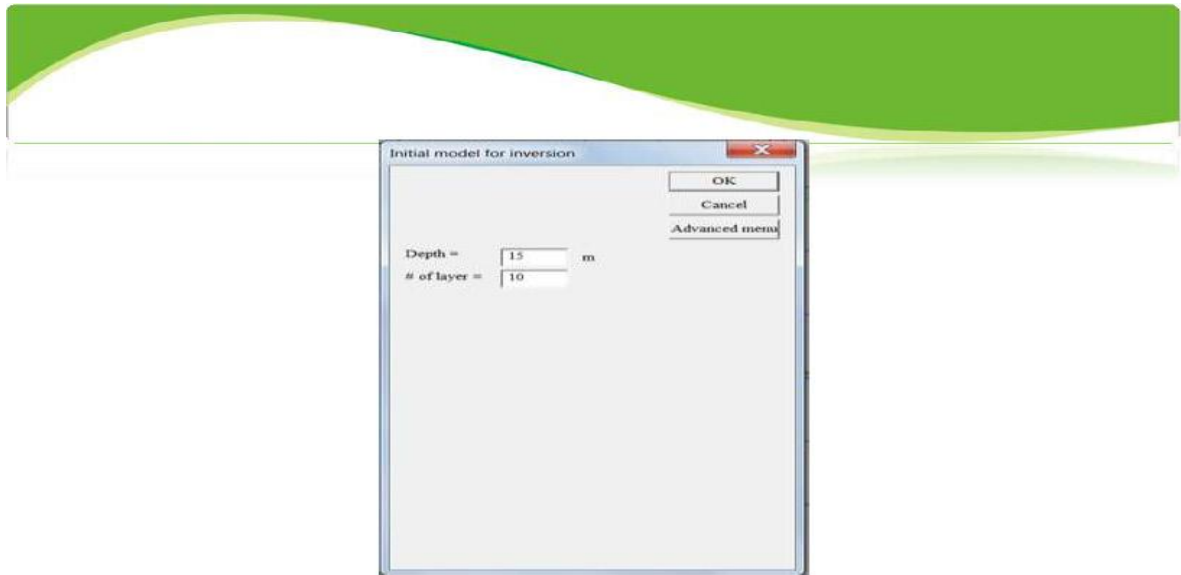 Initial model for inversion
OK
Cancel
Advanced menu
Depth = 15 m
# of layer = 10